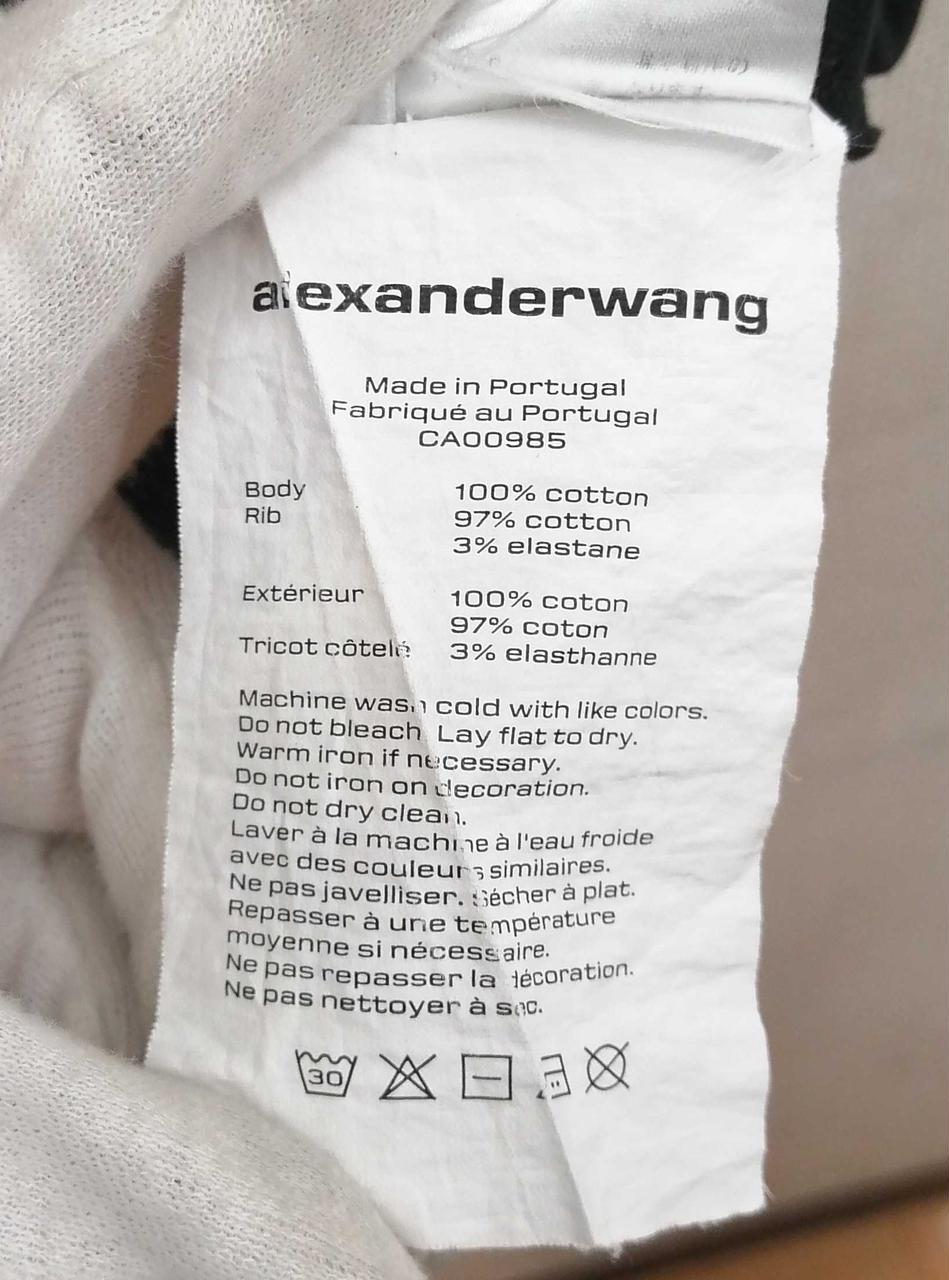 alexanderwang
Made in Portugal
Fabriqué au Portugal
CA00985
Body 100% cotton
Rib 97% cotton
3% elastane
Extérieur 100% coton
97% coton
Tricot côtelé 3% elasthanne
Machine wash cold with like colors.
Do not bleach. Lay flat to dry.
Warm iron if necessary.
Do not iron on decoration.
Do not dry clean.
Laver à la machine à l'eau froide
avec des couleurs similaires.
Ne pas javelliser. Sécher à plat.
Repasser à une température
moyenne si nécessaire.
Ne pas repasser la décoration.
Ne pas nettoyer à sec.
30